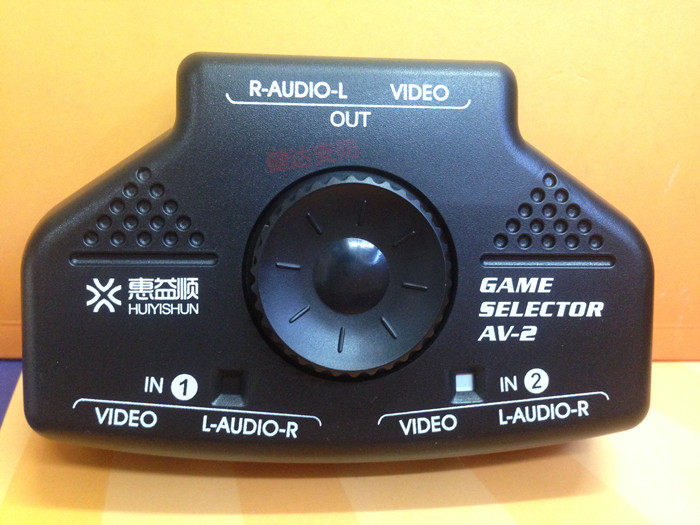 R-AUDIO-L VIDEO
OUT
惠益顺
HUIYISHUN
GAME
SELECTOR
AV-2
IN 1
VIDEO L-AUDIO-R
IN 2
VIDEO L-AUDIO-R